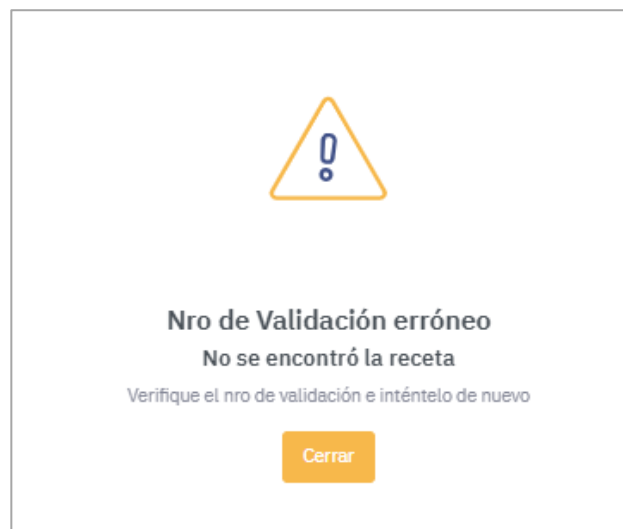 Nro de Validación erróneo
No se encontró la receta
Verifique el nro de validación e inténtelo de nuevo
Cerrar